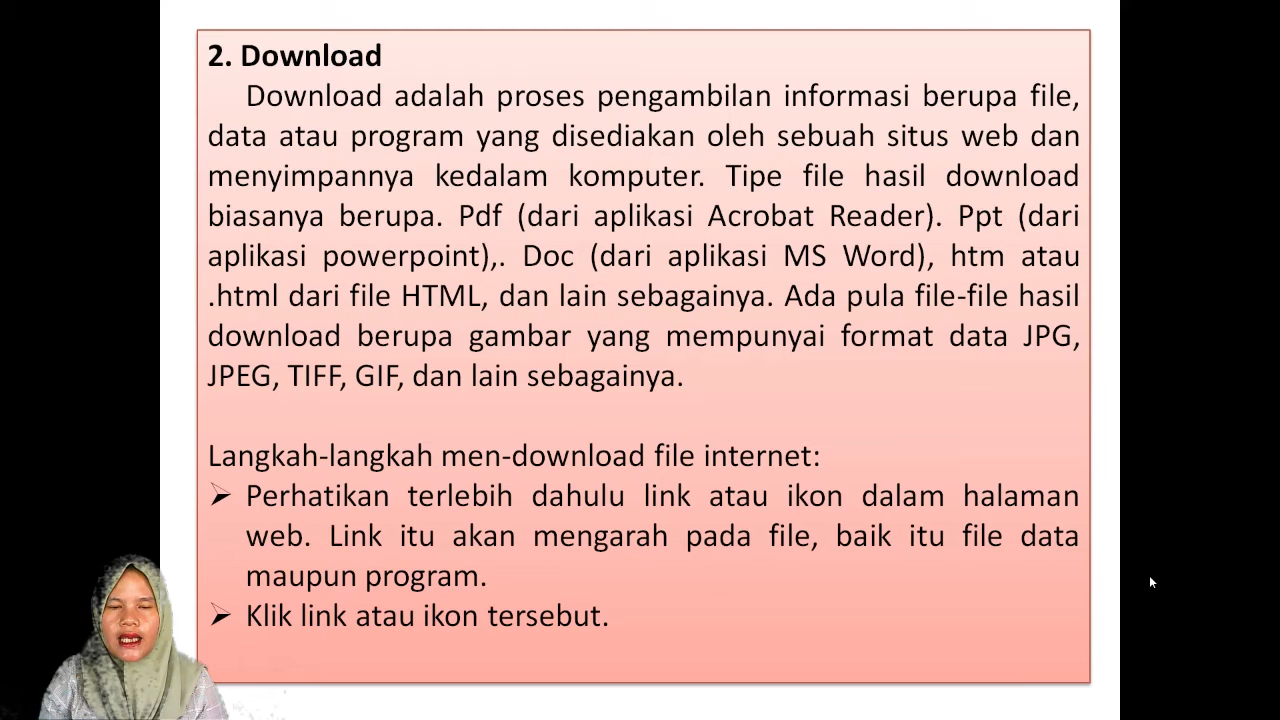 2. Download
Download adalah proses pengambilan informasi berupa file,
data atau program yang disediakan oleh sebuah situs web dan
menyimpannya kedalam komputer. Tipe file hasil download
biasanya berupa. Pdf (dari aplikasi Acrobat Reader). Ppt (dari
aplikasi powerpoint),. Doc (dari aplikasi MS Word), htm atau
.html dari file HTML, dan lain sebagainya. Ada pula file-file hasil
download berupa gambar yang mempunyai format data JPG,
JPEG, TIFF, GIF, dan lain sebagainya.
Langkah-langkah men-download file internet:
➢ Perhatikan terlebih dahulu link atau ikon dalam halaman
web. Link itu akan mengarah pada file, baik itu file data
maupun program.
➢ Klik link atau ikon tersebut.